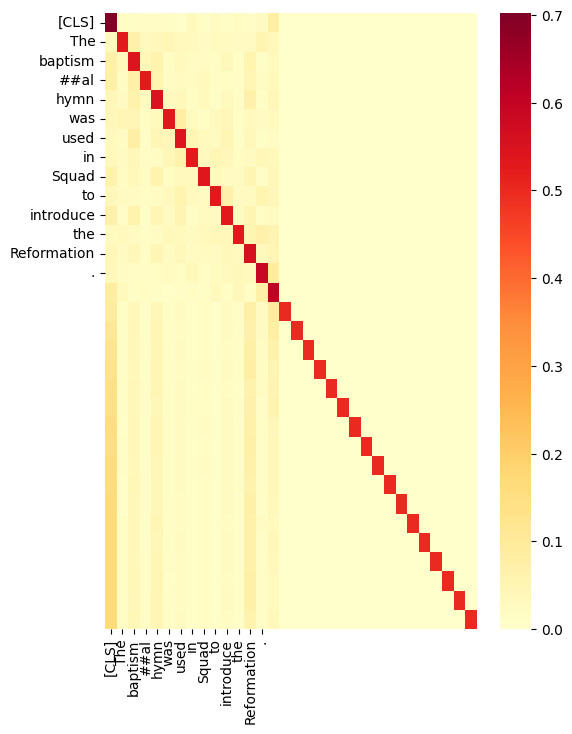 [CLS]
The
baptism
##al
hymn
was
used
in
Squad
to
introduce
the
Reformation
.
0.7
0.6
0.5
0.4
0.3
0.2
0.1
0.0
[CLS]
The
baptism
##al
hymn
was
used
in
Squad
to
introduce
the
Reformation
.